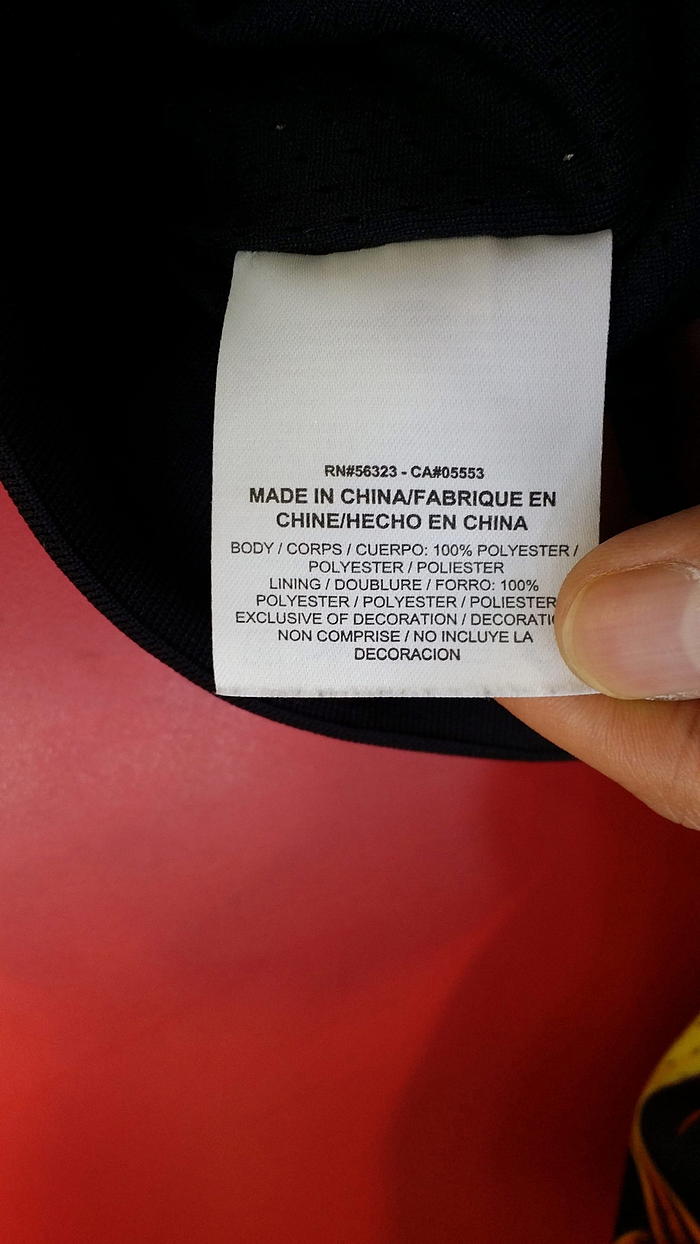 RN#56323 - CA#05553
MADE IN CHINA/FABRIQUE EN
CHINE/HECHO EN CHINA
BODY / CORPS / CUERPO: 100% POLYESTER /
POLYESTER / POLIESTER
LINING / DOUBLURE / FORRO: 100%
POLYESTER / POLYESTER / POLIESTER
EXCLUSIVE OF DECORATION /
NON COMPRISE / NO INCLUYE LA
DECORACION